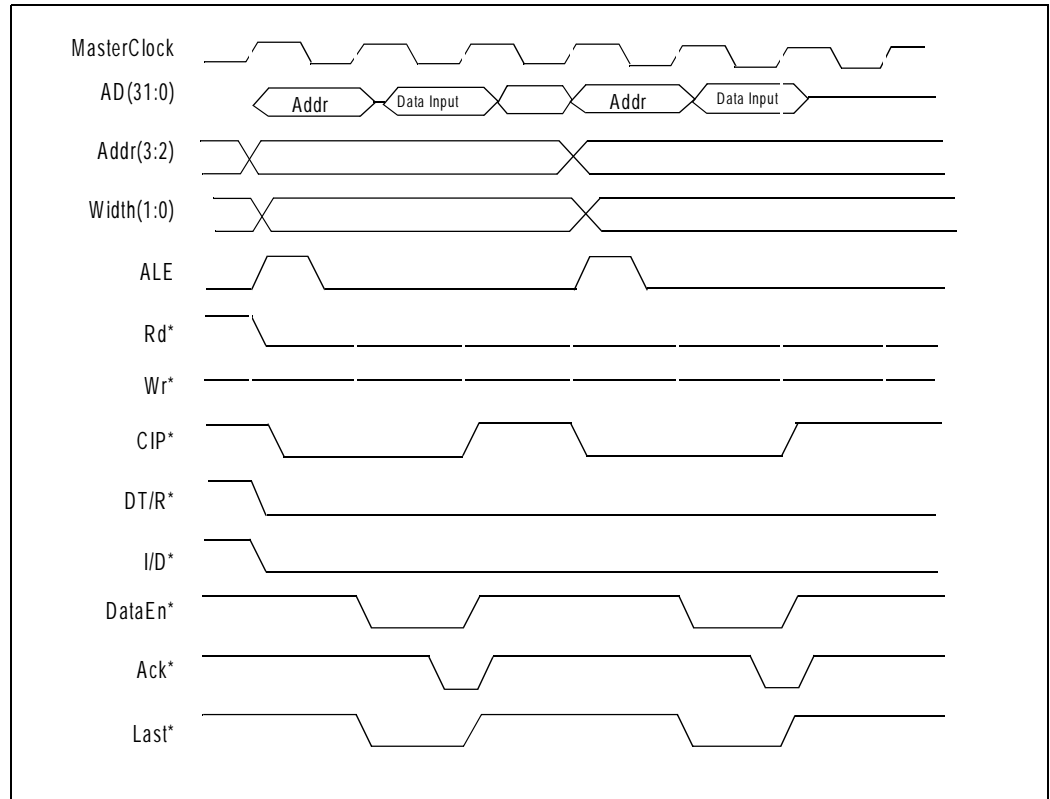 MasterClock
AD(31:0)
Addr
Data Input
Addr
Data Input
Addr(3:2)
Width(1:0)
ALE
Rd*
Wr*
CIP*
DT/R*
I/D*
DataEn*
Ack*
Last*